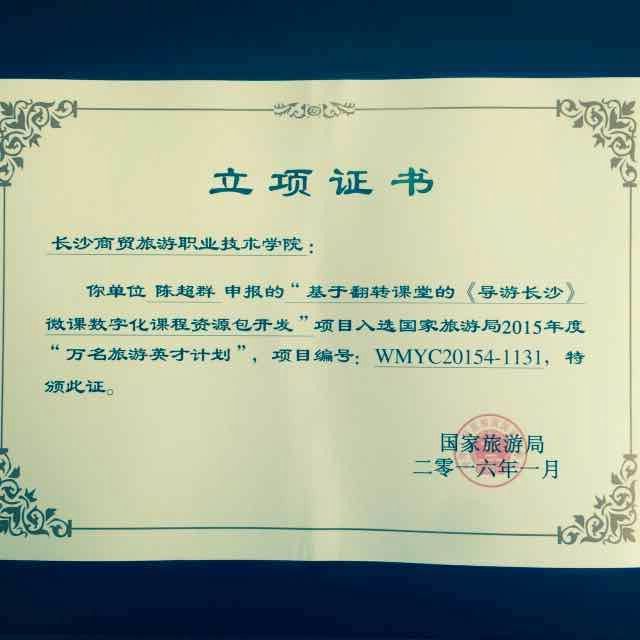 立项证书
长沙商贸旅游职业技术学院：
你单位 陈超群 申报的“基于翻转课堂的《导游长沙》
微课数字化课程资源包开发”项目入选国家旅游局2015年度
“万名旅游英才计划”，项目编号：WMYC20154-1131，特
颁此证。
国家旅游局
二零一六年一月